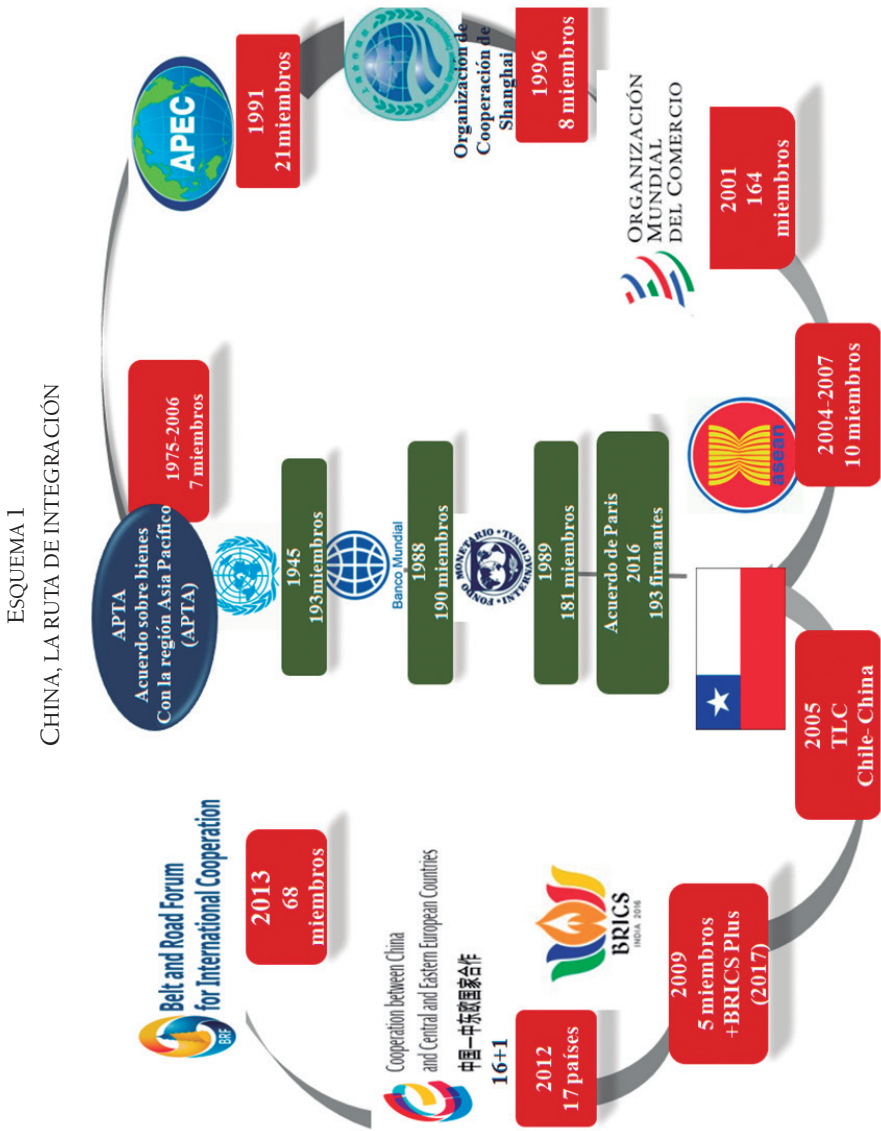 ESQUEMA 1
CHINA, LA RUTA DE INTEGRACIÓN
APTA
Acuerdo sobre bienes
Con la región Asia Pacífico
(APTA)
1975-2006
7 miembros
APEC
1991
21miembros
Organización de
Cooperación de
Shanghai
1996
8 miembros
ORGANIZACIÓN
MUNDIAL
DEL COMERCIO
2001
164
miembros
asean
2004-2007
10 miembros
2005
TLC
Chile- China
BRICS
INDIA 2016
2009
5 miembros
+BRICS Plus
(2017)
Cooperation between China
and Central and Eastern European Countries
中国—中东欧国家合作
16+1
2012
17 países
BRF
Belt and Road Forum
for International Cooperation
2013
68
miembros
1945
193miembros
Banco Mundial
1988
190 miembros
FONDO MONETARIO • INTERNACIONAL •
1989
181 miembros
Acuerdo de Paris
2016
193 firmantes